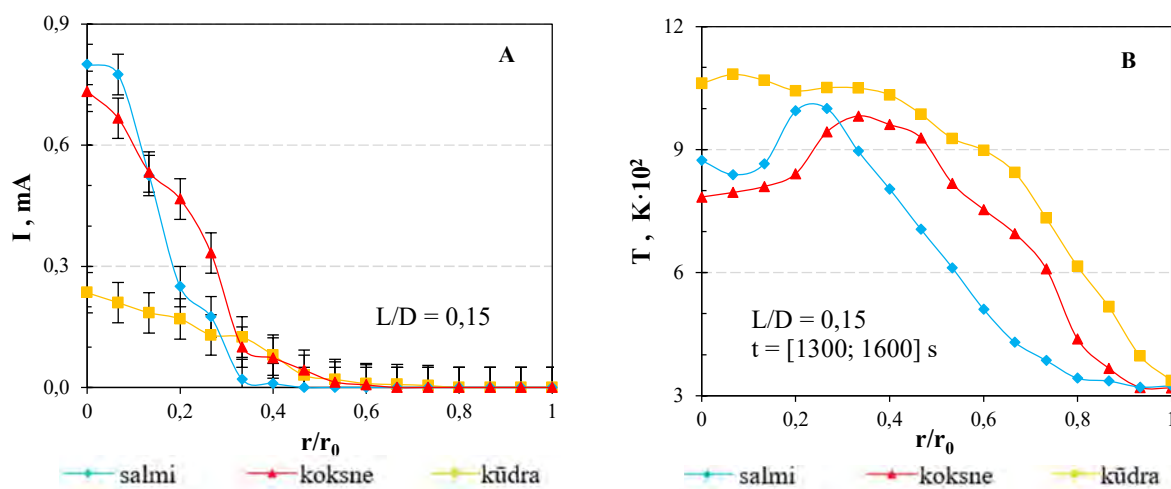 A
I , mA
0,9
0,6
0,3
0,0
L/D = 0,15
0 0,2 0,4 0,6 0,8 1
r/r₀
salmi koksne kūdra
B
T , K·10²
12
9
6
3
L/D = 0,15
t = [1300; 1600] s
0 0,2 0,4 0,6 0,8 1
r/r₀
salmi koksne kūdra